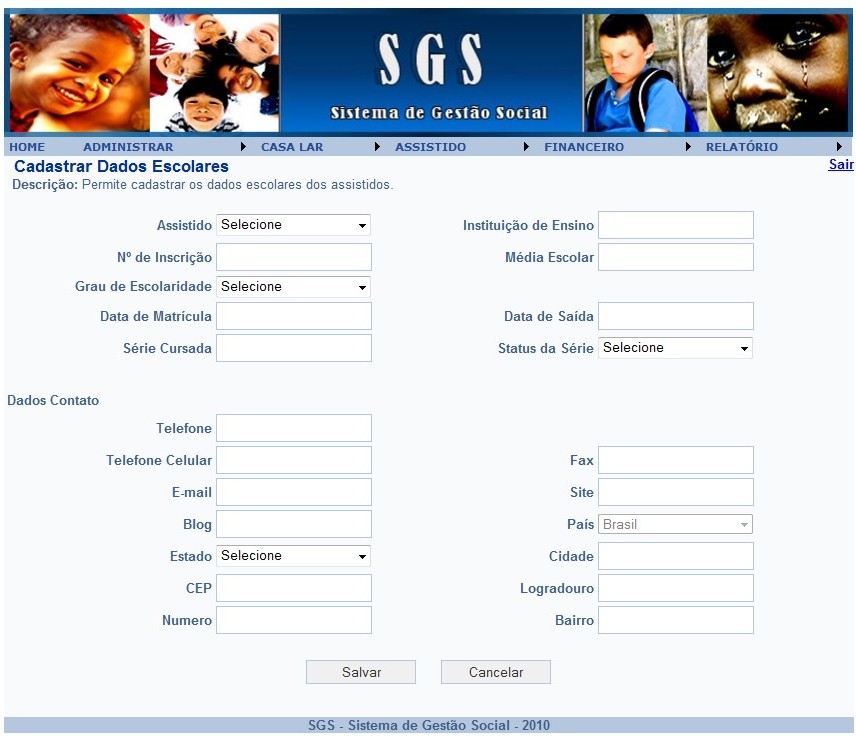 SGS
Sistema de Gestão Social
HOME ADMINISTRAR CASA LAR ASSISTIDO FINANCEIRO RELATÓRIO
Cadastrar Dados Escolares Sair
Descrição: Permite cadastrar os dados escolares dos assistidos.
Assistido Selecione Instituição de Ensino
Nº de Inscrição Média Escolar
Grau de Escolaridade Selecione
Data de Matrícula Data de Saída
Série Cursada Status da Série Selecione
Dados Contato
Telefone
Telefone Celular Fax
E-mail Site
Blog País Brasil
Estado Selecione Cidade
CEP Logradouro
Numero Bairro
Salvar Cancelar
SGS - Sistema de Gestão Social - 2010